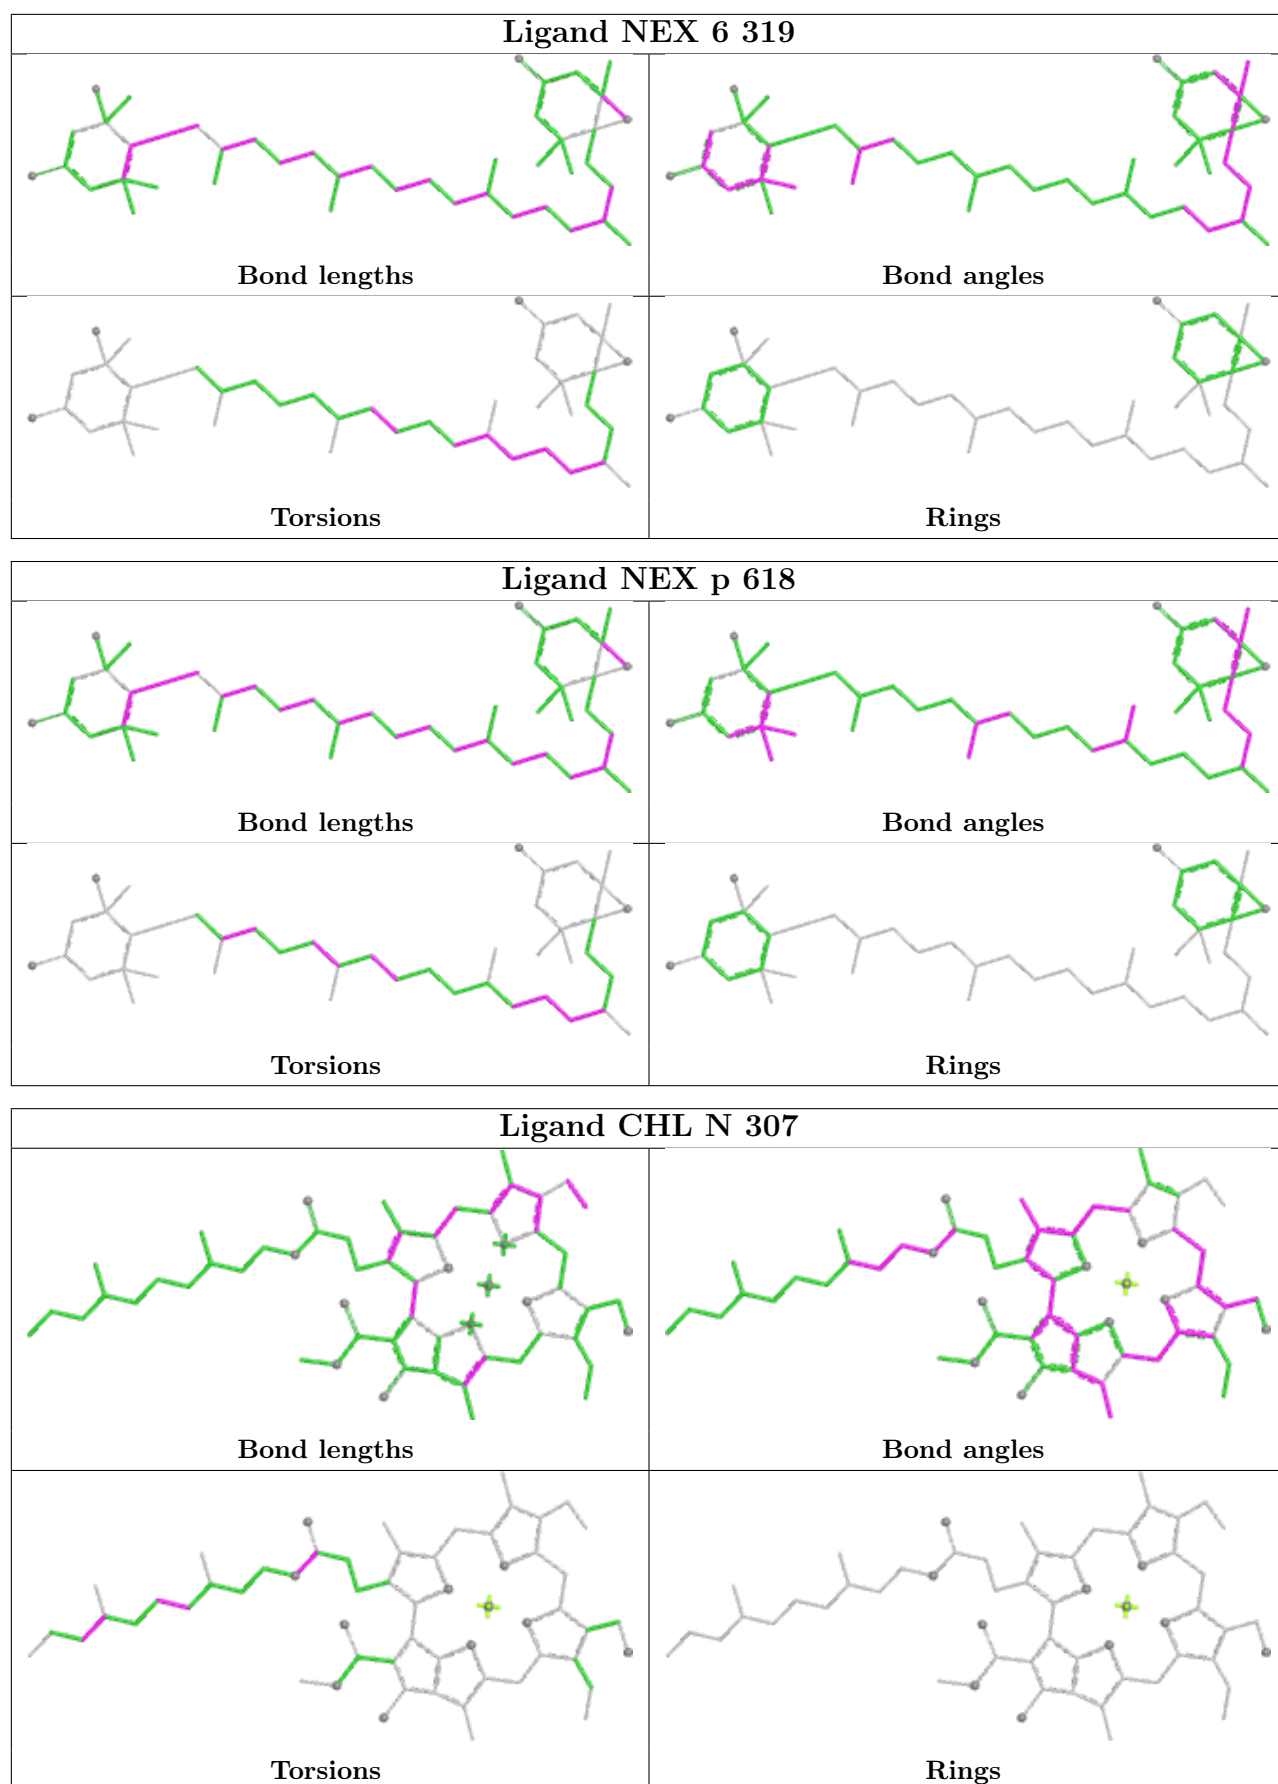 Ligand NEX 6 319
Bond lengths
Bond angles
Torsions
Rings
Ligand NEX p 618
Bond lengths
Bond angles
Torsions
Rings
Ligand CHL N 307
Bond lengths
Bond angles
Torsions
Rings